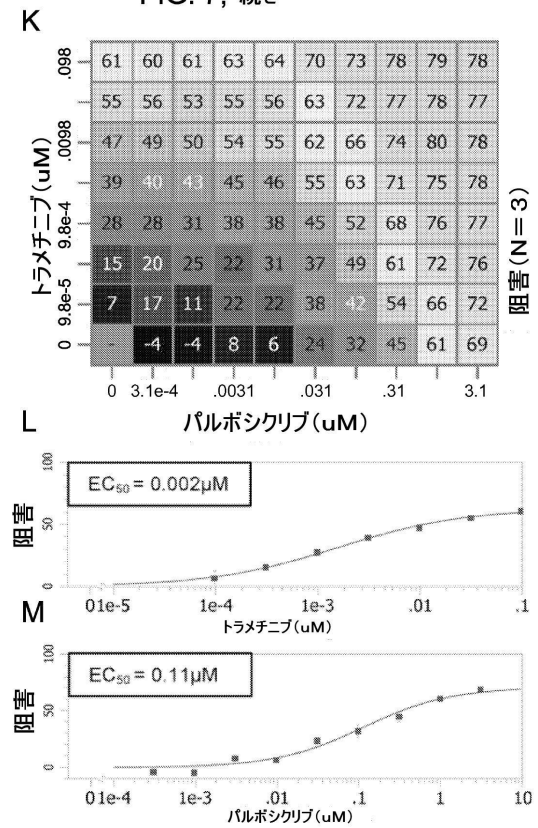 FIG. 7, 続き
K
.098 61 60 61 63 64 70 73 78 79 78
55 56 53 55 56 63 72 77 78 77
.0098 47 49 50 54 55 62 66 74 80 78
39 40 43 45 46 55 63 71 75 78
9.8e-4 28 28 31 38 38 45 52 68 76 77
15 20 25 22 31 37 49 61 72 76
9.8e-5 7 17 11 22 22 38 42 54 66 72
0 - -4 -4 8 6 24 32 45 61 69
トラメチニブ(uM)
阻害(N=3)
0 3.1e-4 .0031 .031 .31 3.1
パルボシクリブ(uM)
L
100
50
0
阻害
EC50 = 0.002µM
01e-5 1e-4 1e-3 .01 .1
トラメチニブ(uM)
M
100
50
0
阻害
EC50 = 0.11µM
01e-4 1e-3 .01 .1 1 10
パルボシクリブ(uM)